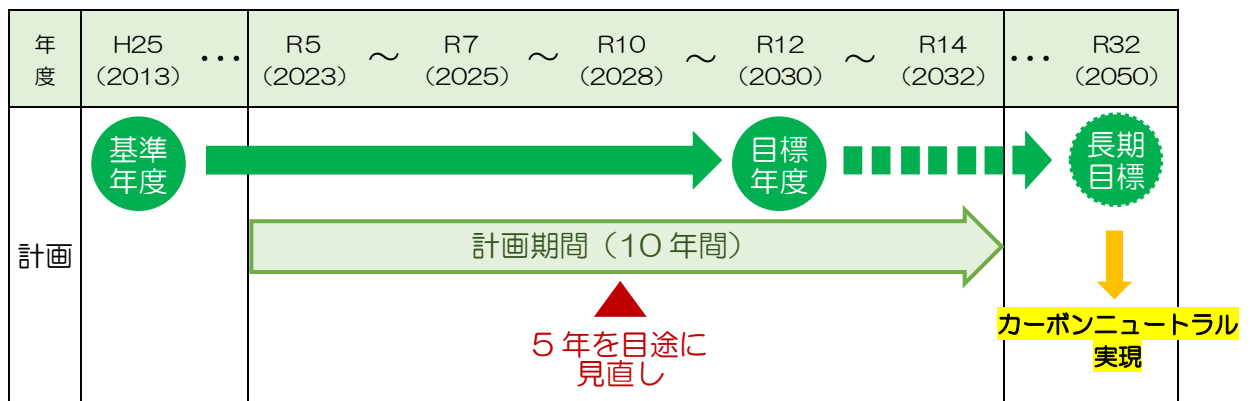 年度
H25 ・・・ R5 ～ R7 ～ R10 ～ R12 ～ R14 ・・・ R32
(2013) (2023) (2025) (2028) (2030) (2032) (2050)
計画
基準
年度
目標
年度
長期
目標
計画期間（10年間）
5年を目途に
見直し
カーボンニュートラル
実現